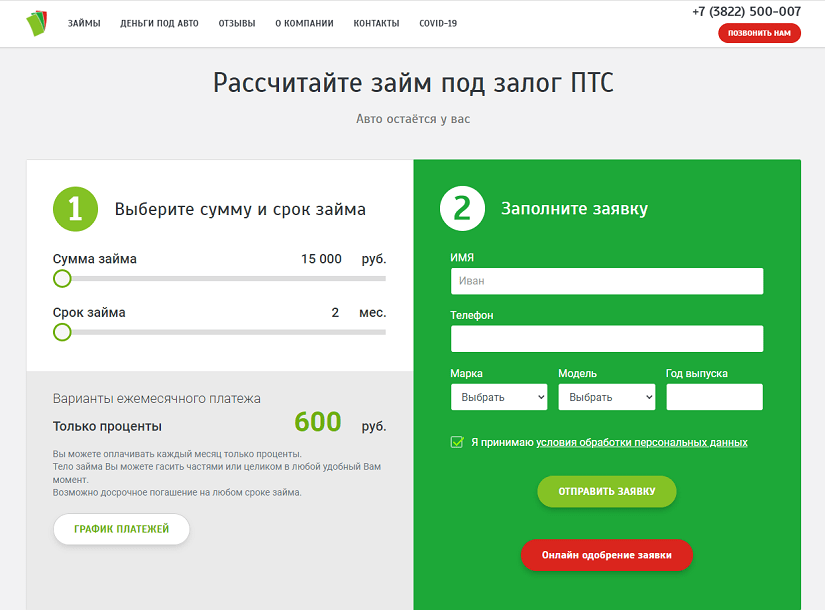 +7 (3822) 500-007
ЗАЙМЫ ДЕНЬГИ ПОД АВТО ОТЗЫВЫ О КОМПАНИИ КОНТАКТЫ COVID-19
ПОЗВОНИТЬ НАМ
Рассчитайте займ под залог ПТС
Авто остаётся у вас
1 Выберите сумму и срок займа
Сумма займа 15 000 руб.
Срок займа 2 мес.
Варианты ежемесячного платежа
Только проценты 600 руб.
Вы можете оплачивать каждый месяц только проценты.
Тело займа Вы можете гасить частями или целиком в любой удобный Вам
момент.
Возможно досрочное погашение на любом сроке займа.
ГРАФИК ПЛАТЕЖЕЙ
2 Заполните заявку
ИМЯ
Иван
Телефон
Марка Модель Год выпуска
Выбрать Выбрать
Я принимаю условия обработки персональных данных
ОТПРАВИТЬ ЗАЯВКУ
Онлайн одобрение заявки